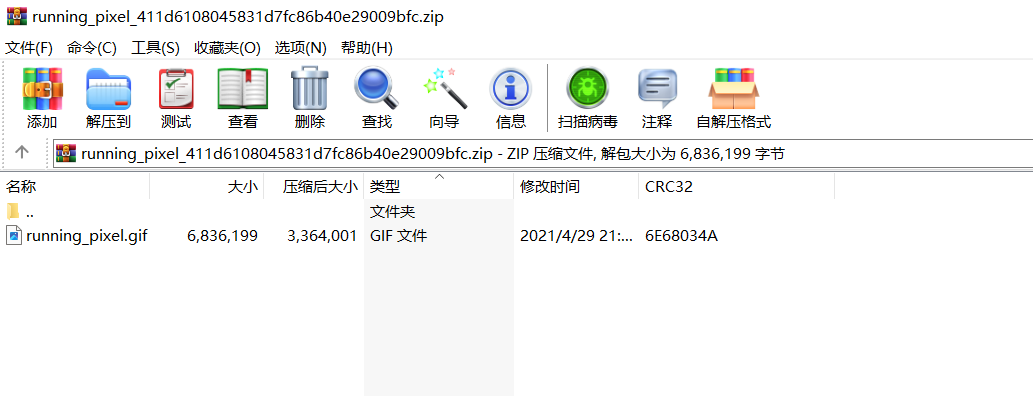 running_pixel_411d6108045831d7fc86b40e29009bfc.zip
文件(F) 命令(C) 工具(S) 收藏夹(O) 选项(N) 帮助(H)
添加 解压到 测试 查看 删除 查找 向导 信息 扫描病毒 注释 自解压格式
running_pixel_411d6108045831d7fc86b40e29009bfc.zip - ZIP 压缩文件, 解包大小为 6,836,199 字节
名称 大小 压缩后大小 类型 修改时间 CRC32
.. 文件夹
running_pixel.gif 6,836,199 3,364,001 GIF 文件 2021/4/29 21:... 6E68034A